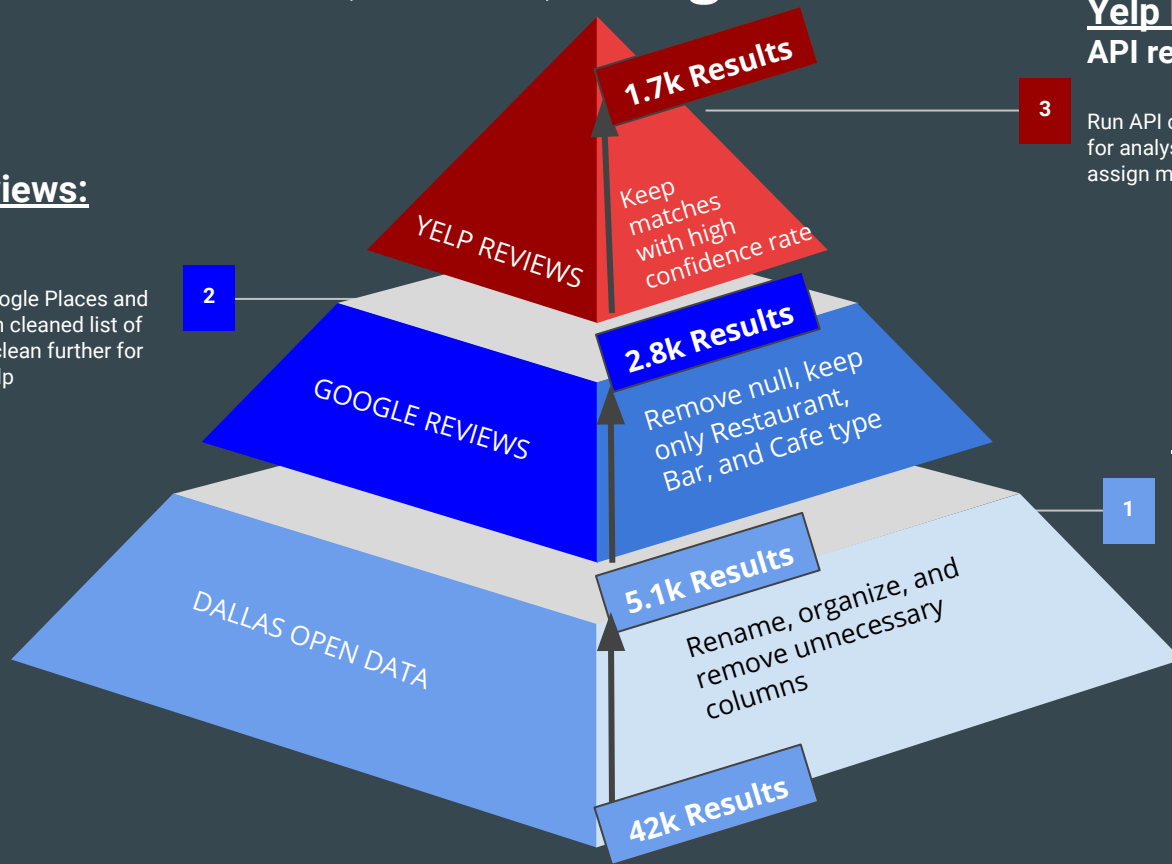 Yelp
API re
1.7k Results
3
Run API
for analys
assign m
iews:
Keep
matches
with high
confidence rate
YELP REVIEWS
2
ogle Places and
n cleaned list of
clean further for
lp
2.8k Results
GOOGLE REVIEWS
Remove null, keep
only Restaurant,
Bar, and Cafe type
1
5.1k Results
DALLAS OPEN DATA
Rename, organize, and
remove unnecessary
columns
42k Results